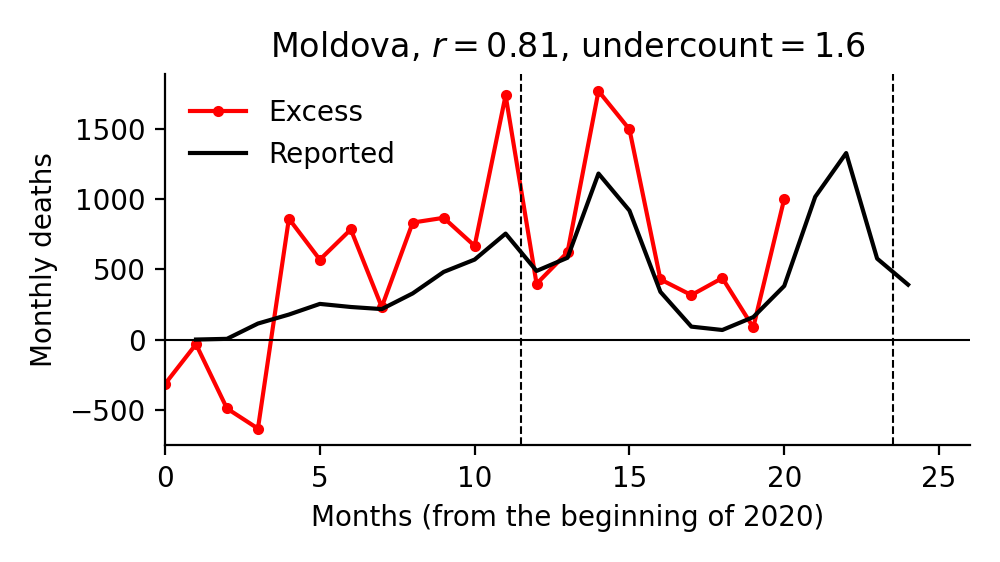 Moldova, r = 0.81, undercount = 1.6
Excess
Reported
Monthly deaths
1500
1000
500
0
−500
0 5 10 15 20 25
Months (from the beginning of 2020)